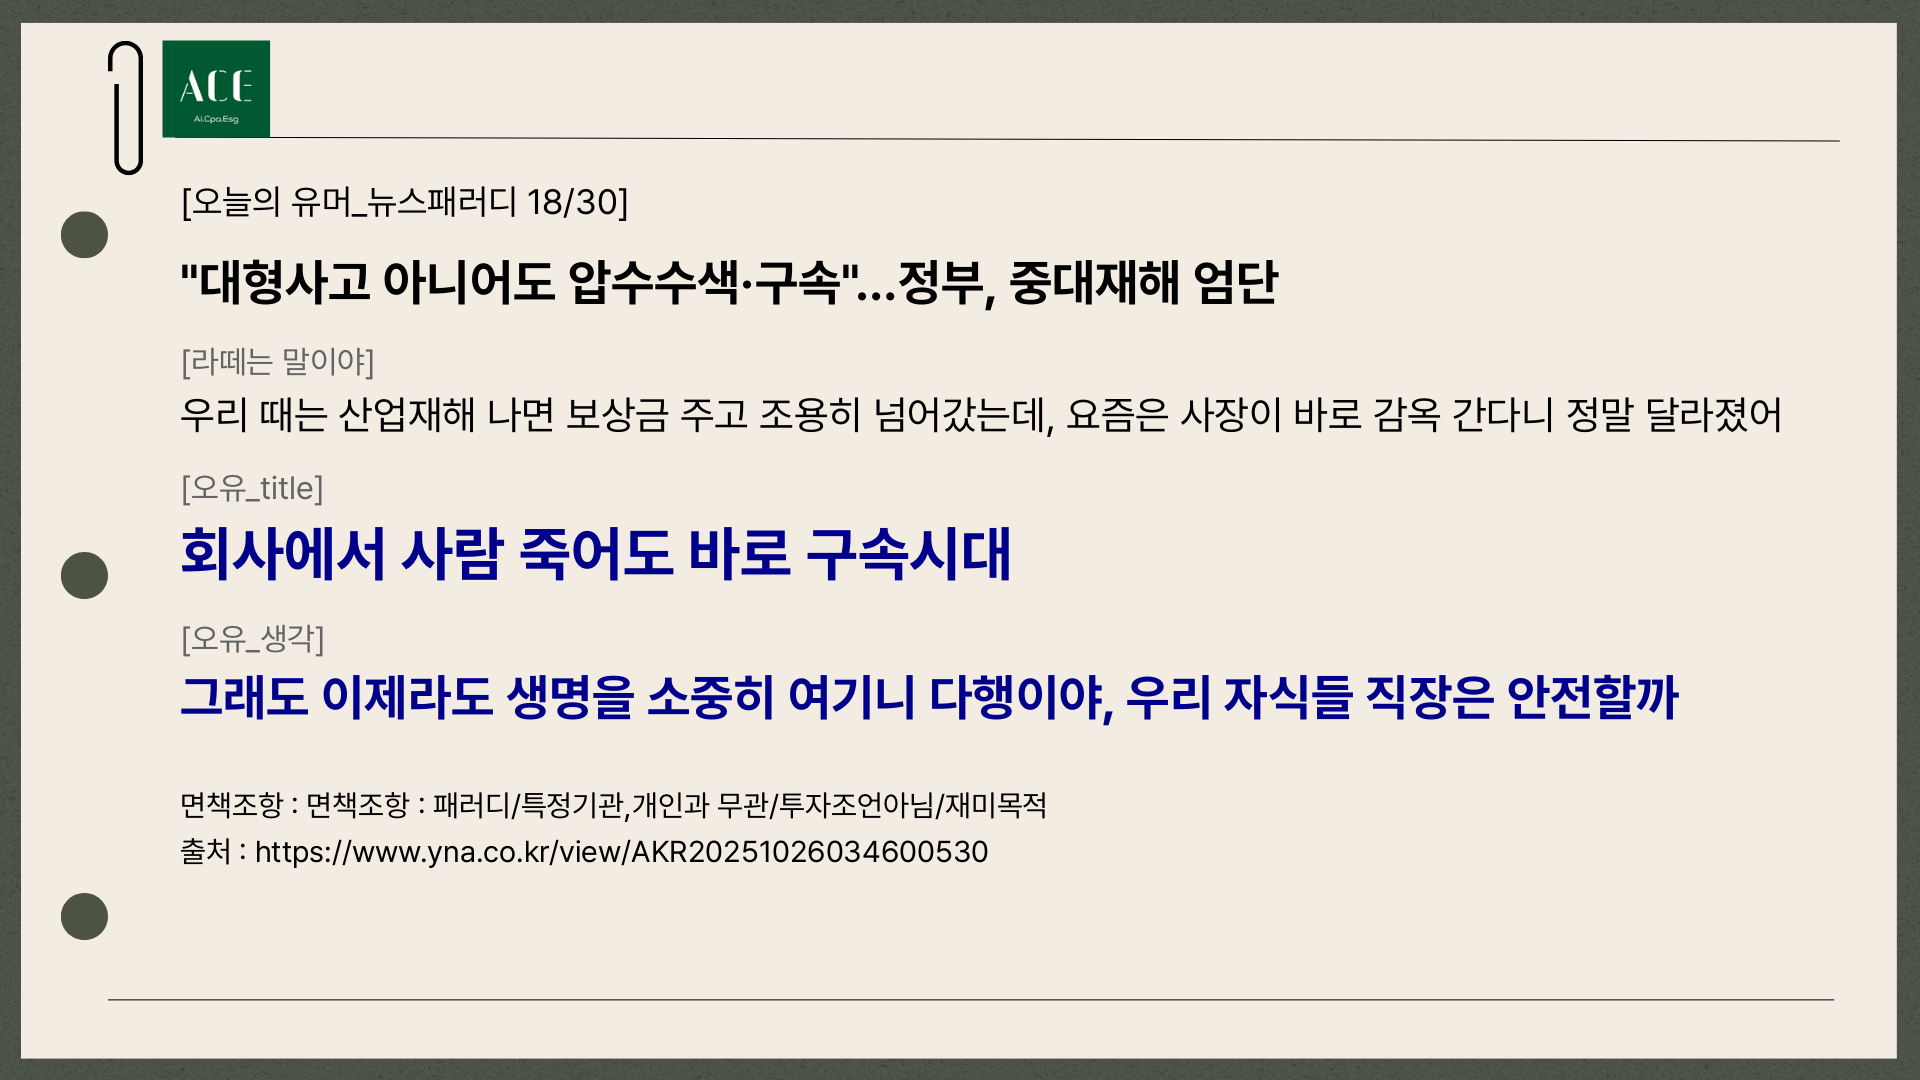 ACE
Ai.Cpa.Esg
[오늘의 유머_뉴스패러디 18/30]
"대형사고 아니어도 압수수색·구속"...정부, 중대재해 엄단
[라떼는 말이야]
우리 때는 산업재해 나면 보상금 주고 조용히 넘어갔는데, 요즘은 사장이 바로 감옥 간다니 정말 달라졌어
[오유_title]
회사에서 사람 죽어도 바로 구속시대
[오유_생각]
그래도 이제라도 생명을 소중히 여기니 다행이야, 우리 자식들 직장은 안전할까
면책조항 : 면책조항 : 패러디/특정기관,개인과 무관/투자조언아님/재미목적
출처 : https://www.yna.co.kr/view/AKR20251026034600530